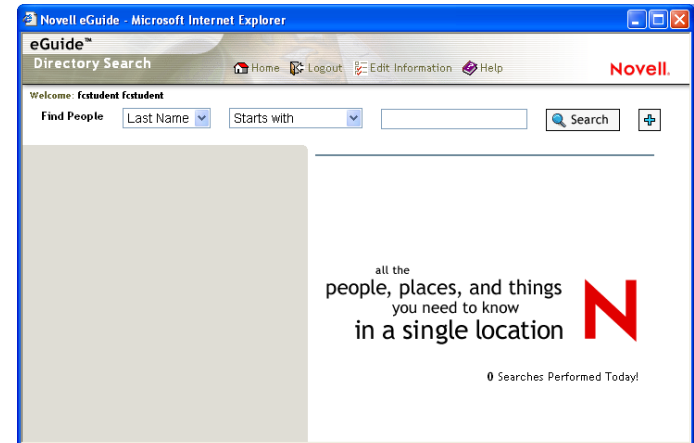 Novell eGuide - Microsoft Internet Explorer
eGuide™
Directory Search
Home Logout Edit Information Help Novell.
Welcome: fcstudent fcstudent
Find People Last Name Starts with Search
all the
people, places, and things
you need to know
in a single location
0 Searches Performed Today!